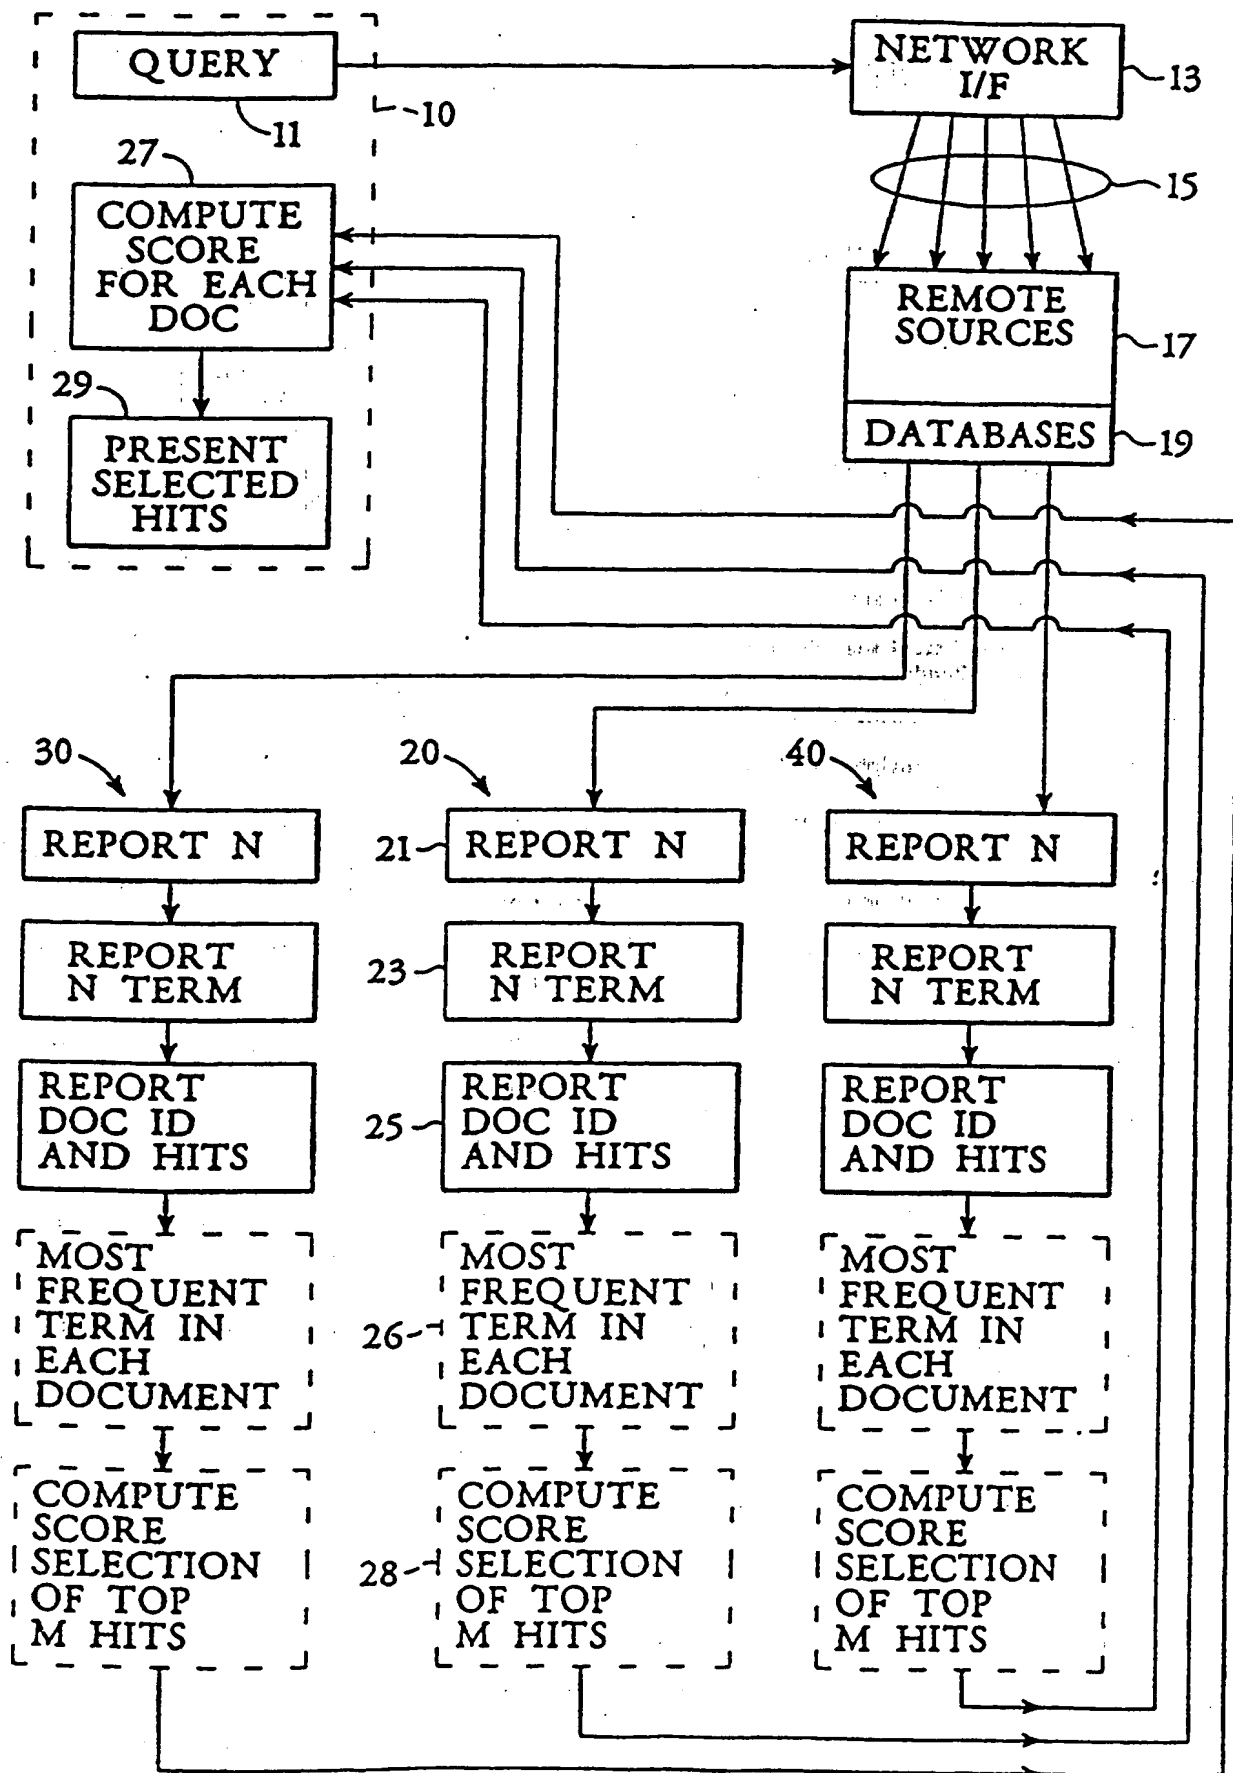 QUERY
11
10
NETWORK
I/F
13
15
27
COMPUTE
SCORE
FOR EACH
DOC
REMOTE
SOURCES
17
DATABASES
19
29
PRESENT
SELECTED
HITS
30
REPORT N
REPORT
N TERM
REPORT
DOC ID
AND HITS
MOST
FREQUENT
TERM IN
EACH
DOCUMENT
COMPUTE
SCORE
SELECTION
OF TOP
M HITS
20
21
REPORT N
23
REPORT
N TERM
25
REPORT
DOC ID
AND HITS
26
MOST
FREQUENT
TERM IN
EACH
DOCUMENT
28
COMPUTE
SCORE
SELECTION
OF TOP
M HITS
40
REPORT N
REPORT
N TERM
REPORT
DOC ID
AND HITS
MOST
FREQUENT
TERM IN
EACH
DOCUMENT
COMPUTE
SCORE
SELECTION
OF TOP
M HITS